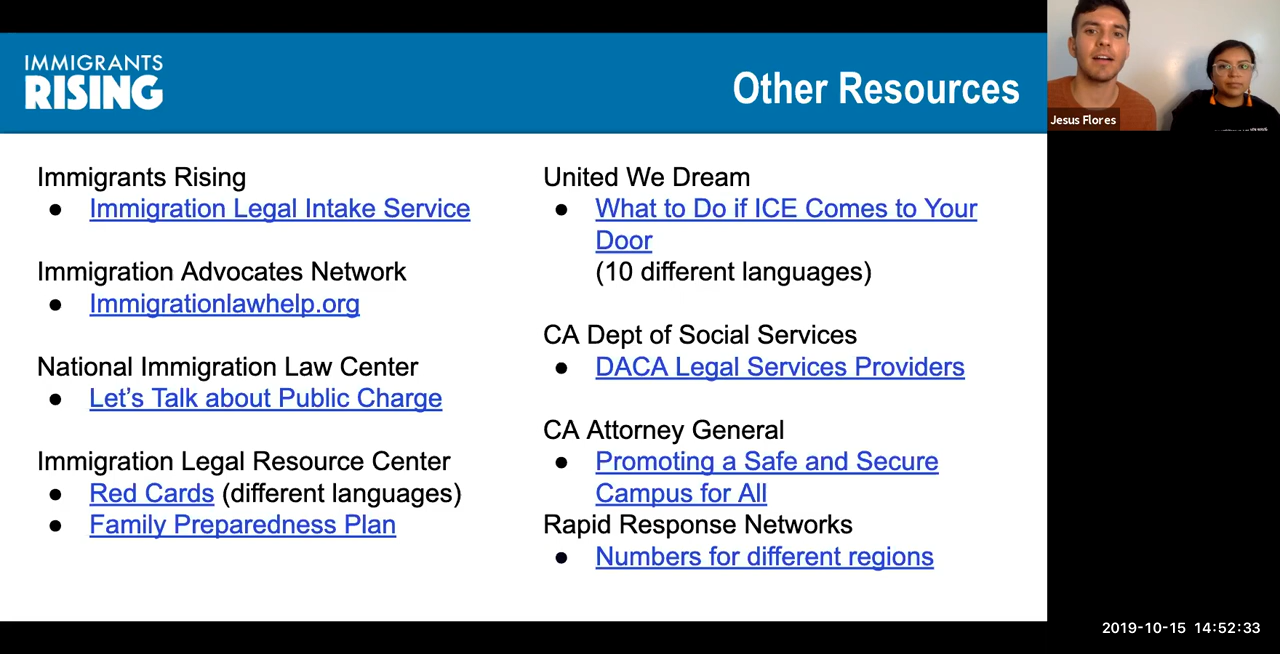 IMMIGRANTS
RISING
Other Resources
Immigrants Rising
● Immigration Legal Intake Service
Immigration Advocates Network
● Immigrationlawhelp.org
National Immigration Law Center
● Let's Talk about Public Charge
Immigration Legal Resource Center
● Red Cards (different languages)
● Family Preparedness Plan
United We Dream
● What to Do if ICE Comes to Your
Door
(10 different languages)
CA Dept of Social Services
● DACA Legal Services Providers
CA Attorney General
● Promoting a Safe and Secure
Campus for All
Rapid Response Networks
● Numbers for different regions
Jesus Flores
2019-10-15 14:52:33